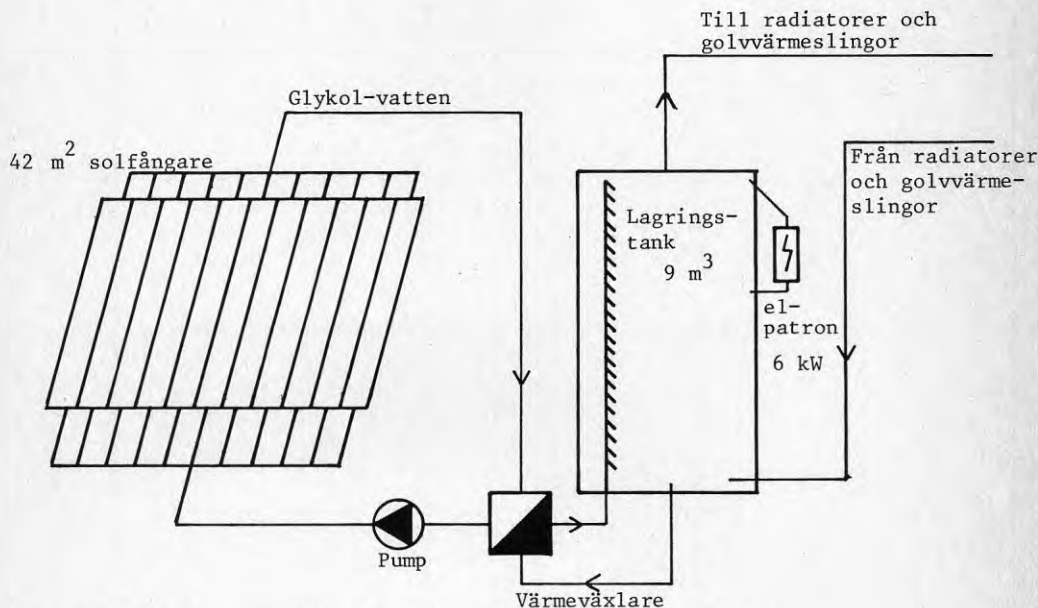 Till radiatorer och
golvvärmeslingor
Glykol-vatten
42 m² solfångare
Från radiatorer
och golvvärme-
slingor
Lagrings-
tank
9 m³
el-
patron
6 kW
Pump
Värmeväxlare